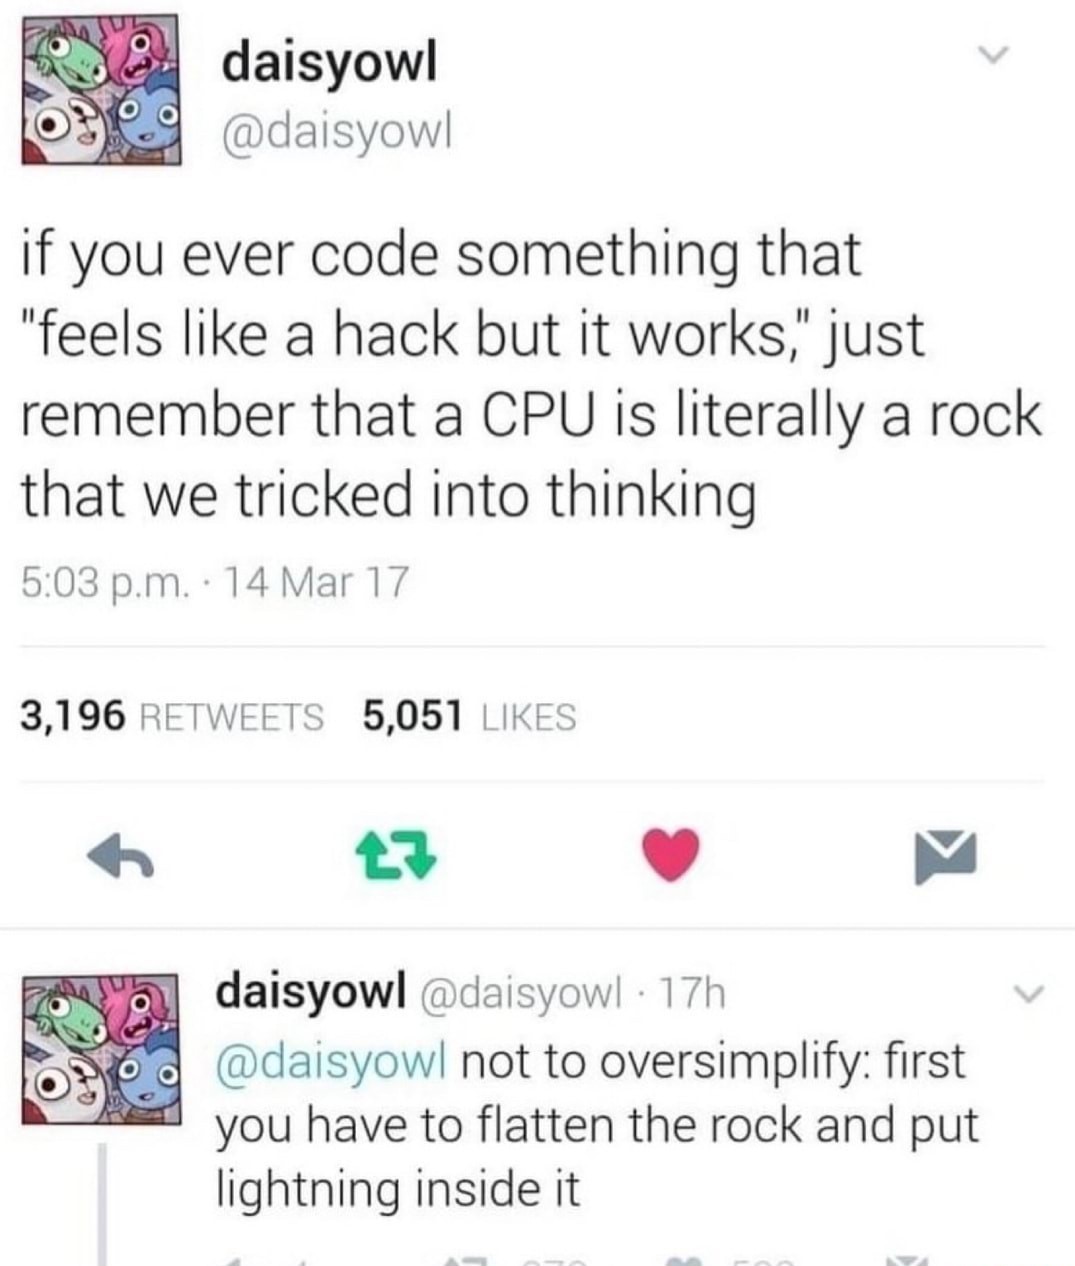 daisyowl
@daisyowl
if you ever code something that
"feels like a hack but it works," just
remember that a CPU is literally a rock
that we tricked into thinking
5:03 p.m. · 14 Mar 17
3,196 RETWEETS 5,051 LIKES
daisyowl @daisyowl · 17h
@daisyowl not to oversimplify: first
you have to flatten the rock and put
lightning inside it